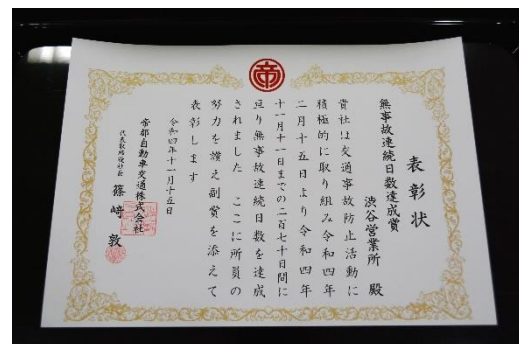 帝
表彰状
無事故連続日数達成賞
渋谷営業所 殿
貴社は交通事故防止活動に
積極的に取り組み令和四年
二月十五日より令和四年
十一月十一日までの二百七十日間に
亘り無事故連続日数を達成
されました ここに所員の
努力を讃え副賞を添えて
表彰します
令和四年十一月十五日
帝都自動車交通株式会社
代表取締役社長 篠﨑 敦